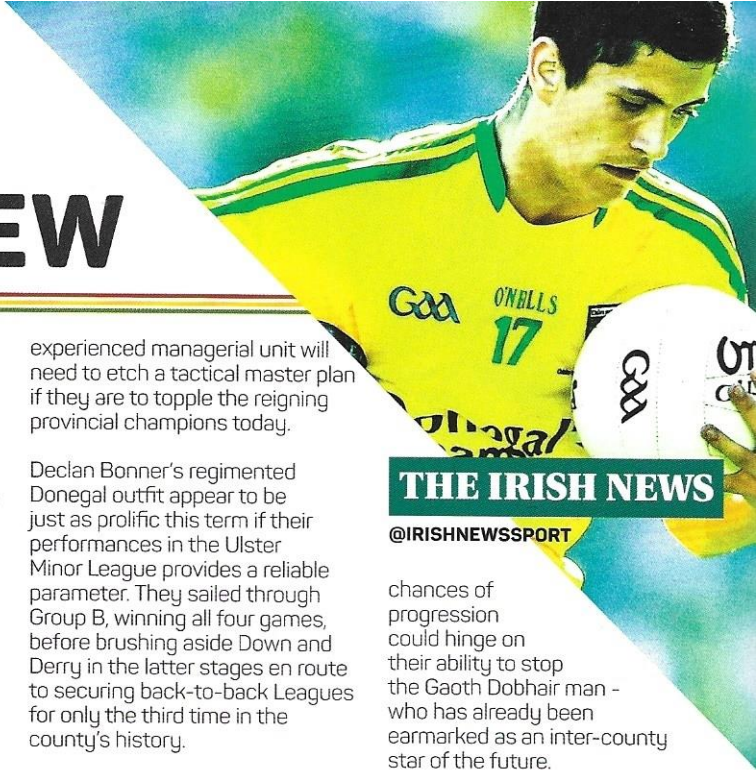 EW
experienced managerial unit will
need to etch a tactical master plan
if they are to topple the reigning
provincial champions today.
Declan Bonner's regimented
Donegal outfit appear to be
just as prolific this term if their
performances in the Ulster
Minor League provides a reliable
parameter. They sailed through
Group B, winning all four games,
before brushing aside Down and
Derry in the latter stages en route
to securing back-to-back Leagues
for only the third time in the
county's history.
GAA
O'NEILLS
17
Donegal
GAA
THE IRISH NEWS
@IRISHNEWSSPORT
chances of
progression
could hinge on
their ability to stop
the Gaoth Dobhair man -
who has already been
earmarked as an inter-county
star of the future.